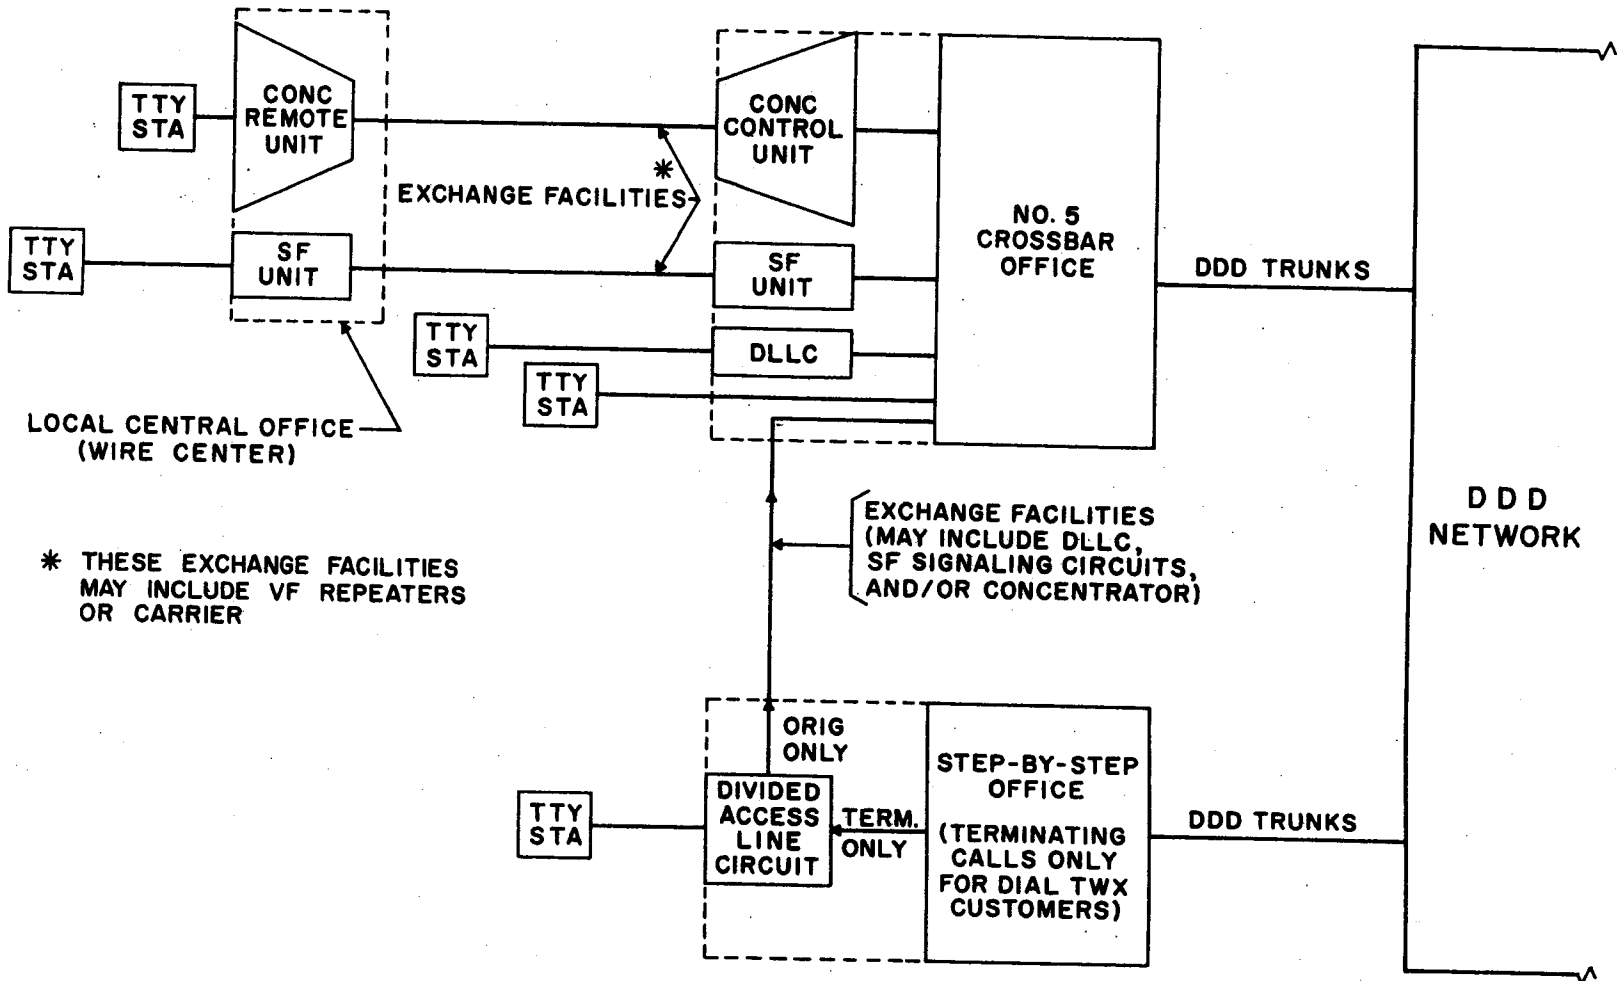 TTY
STA
CONC
REMOTE
UNIT
CONC
CONTROL
UNIT
*
EXCHANGE FACILITIES
NO. 5
CROSSBAR
OFFICE
DDD TRUNKS
TTY
STA
SF
UNIT
SF
UNIT
TTY
STA
DLLC
TTY
STA
LOCAL CENTRAL OFFICE
(WIRE CENTER)
DDD
NETWORK
EXCHANGE FACILITIES
(MAY INCLUDE DLLC,
SF SIGNALING CIRCUITS,
AND/OR CONCENTRATOR)
* THESE EXCHANGE FACILITIES
MAY INCLUDE VF REPEATERS
OR CARRIER
ORIG
ONLY
TTY
STA
DIVIDED
ACCESS
LINE
CIRCUIT
TERM.
ONLY
STEP-BY-STEP
OFFICE
(TERMINATING
CALLS ONLY
FOR DIAL TWX
CUSTOMERS)
DDD TRUNKS